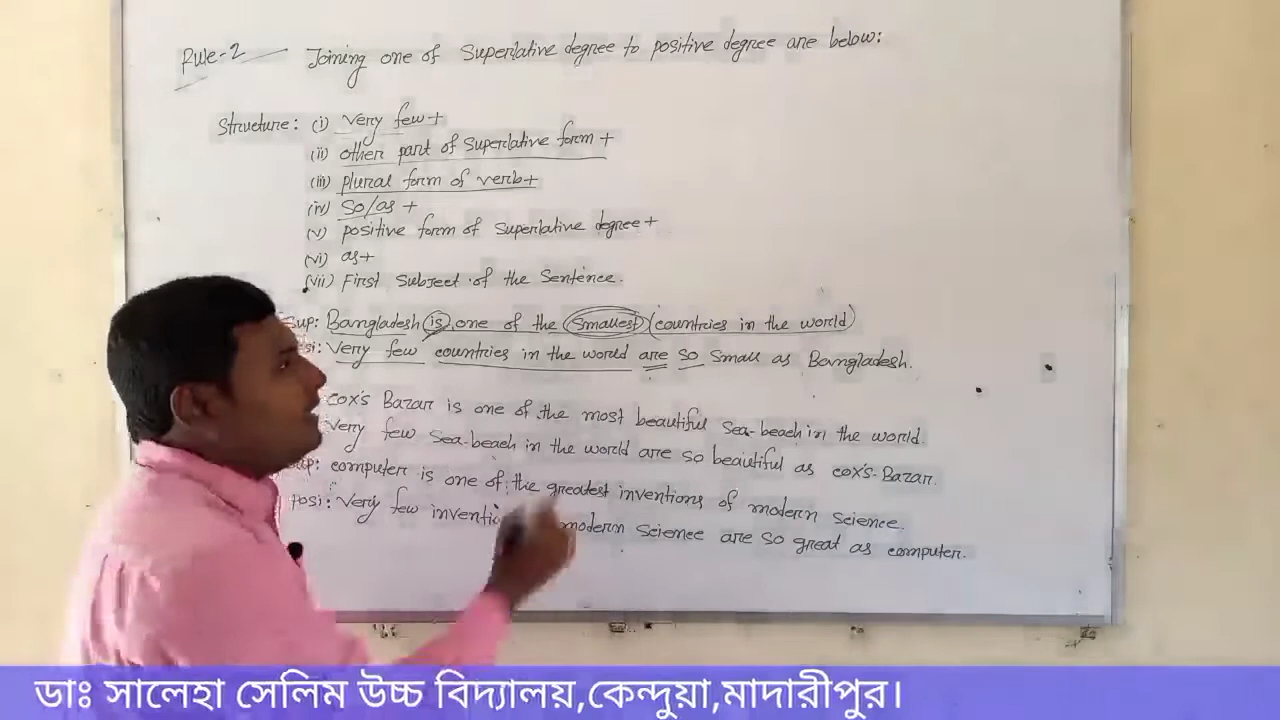 Rule-2 Joining one of Superlative degree to positive degree are below:
Structure: (i) Very few +
(ii) other part of Superlative form +
(iii) plural form of verb +
(iv) So/as +
(v) positive form of Superlative degree +
(vi) as +
(vii) First Subject of the Sentence.
Sup: Bangladesh is one of the Smallest (countries in the world)
si: Very few countries in the world are so Small as Bangladesh.
cox's Bazar is one of the most beautiful Sea-beach in the world.
Very few Sea-beach in the world are so beautiful as cox's-Bazar.
up: computer is one of the greatest inventions of modern Science.
Posi: Very few inventi modern Science are so great as computer.
ডাঃ সালেহা সেলিম উচ্চ বিদ্যালয়,কেন্দুয়া,মাদারীপুর।